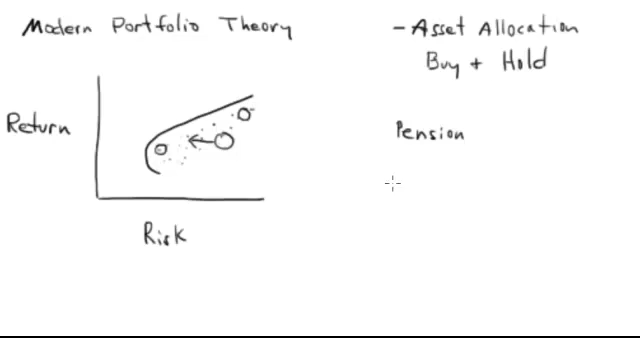 Modern Portfolio Theory
- Asset Allocation
Buy + Hold
Return
Pension
Risk